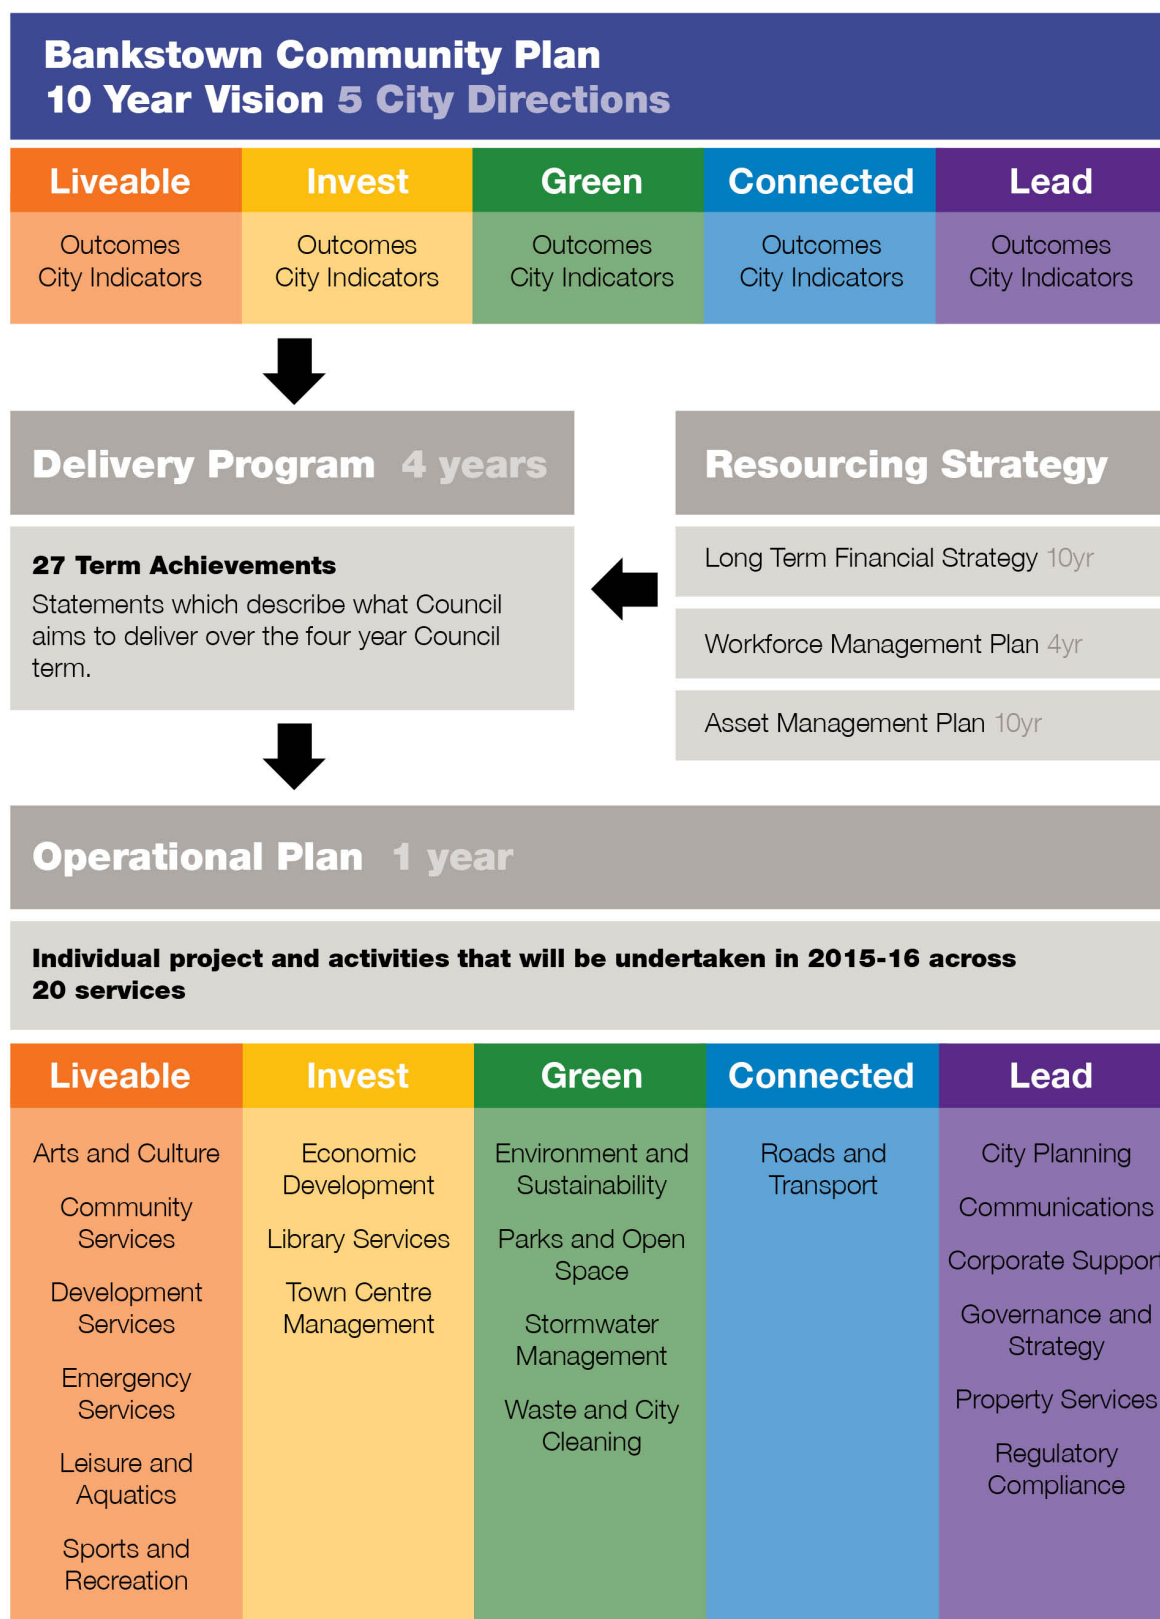 Bankstown Community Plan
10 Year Vision 5 City Directions
Liveable
Invest
Green
Connected
Lead
Outcomes
City Indicators
Outcomes
City Indicators
Outcomes
City Indicators
Outcomes
City Indicators
Outcomes
City Indicators
Delivery Program 4 years
27 Term Achievements
Statements which describe what Council
aims to deliver over the four year Council
term.
Resourcing Strategy
Long Term Financial Strategy 10yr
Workforce Management Plan 4yr
Asset Management Plan 10yr
Operational Plan 1 year
Individual project and activities that will be undertaken in 2015-16 across
20 services
Liveable
Arts and Culture
Community
Services
Development
Services
Emergency
Services
Leisure and
Aquatics
Sports and
Recreation
Invest
Economic
Development
Library Services
Town Centre
Management
Green
Environment and
Sustainability
Parks and Open
Space
Stormwater
Management
Waste and City
Cleaning
Connected
Roads and
Transport
Lead
City Planning
Communications
Corporate Support
Governance and
Strategy
Property Services
Regulatory
Compliance